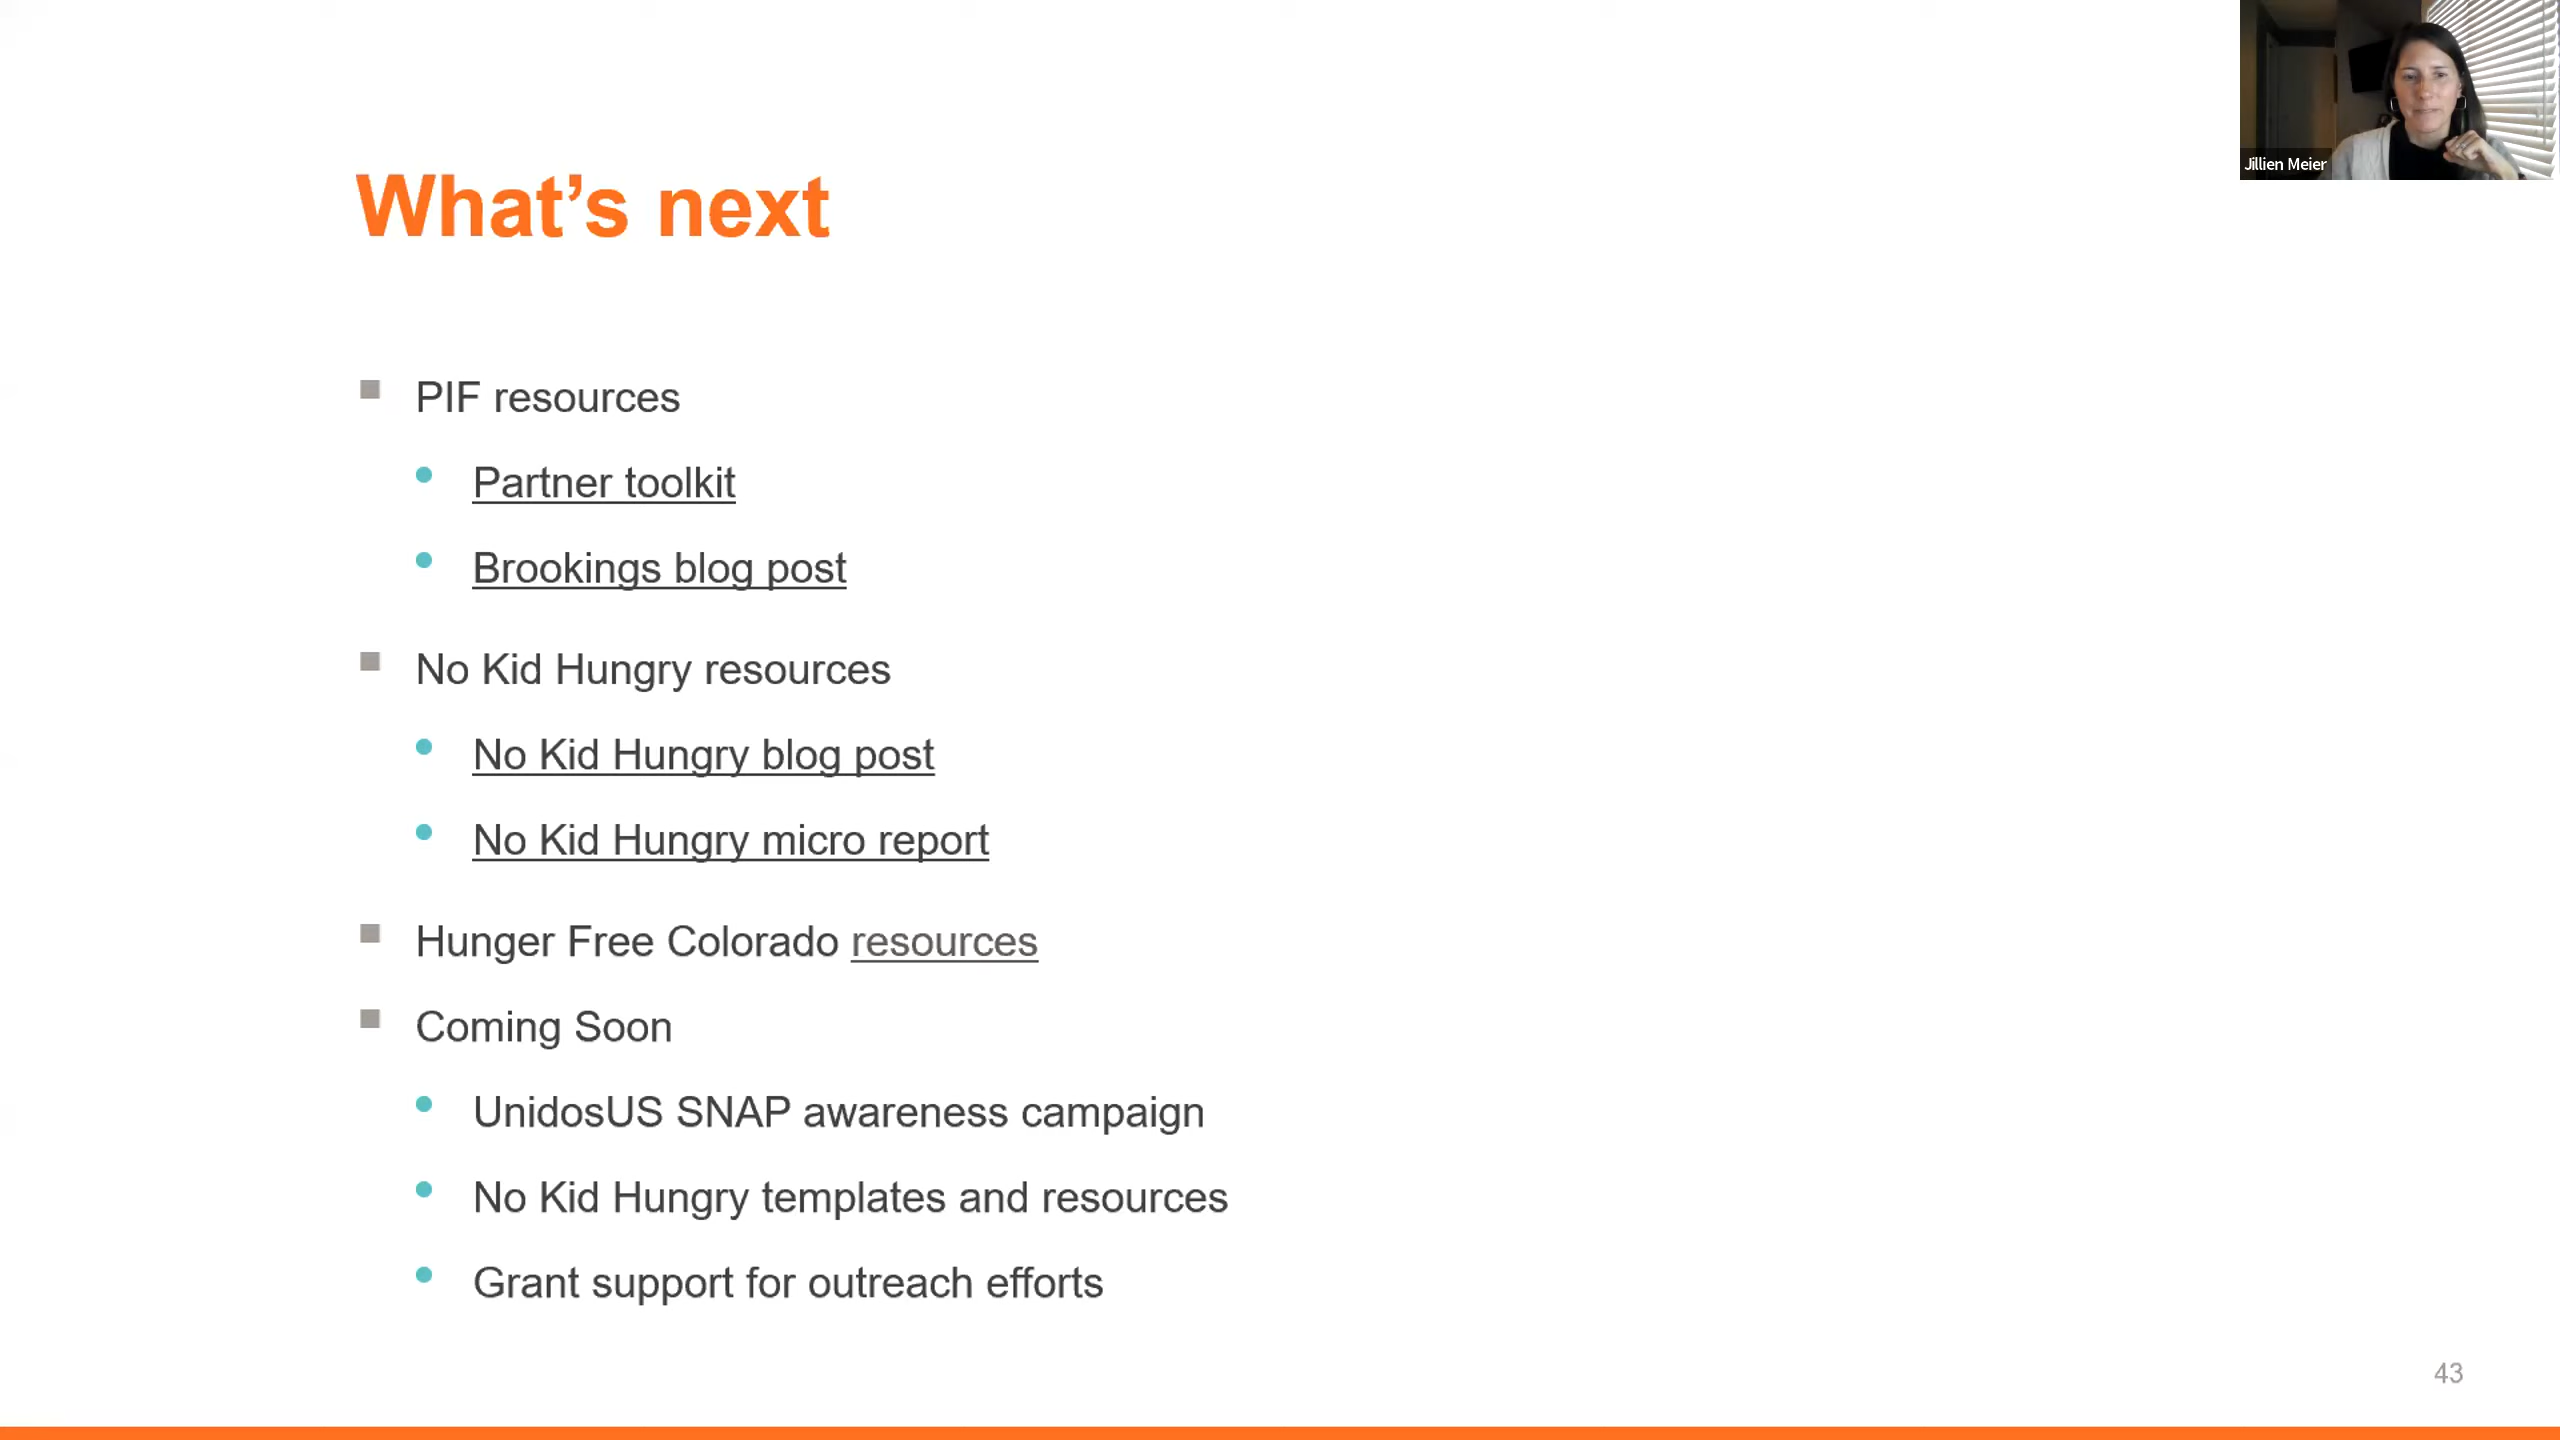 Jillien Meier
What’s next
PIF resources
Partner toolkit
Brookings blog post
No Kid Hungry resources
No Kid Hungry blog post
No Kid Hungry micro report
Hunger Free Colorado resources
Coming Soon
UnidosUS SNAP awareness campaign
No Kid Hungry templates and resources
Grant support for outreach efforts
43